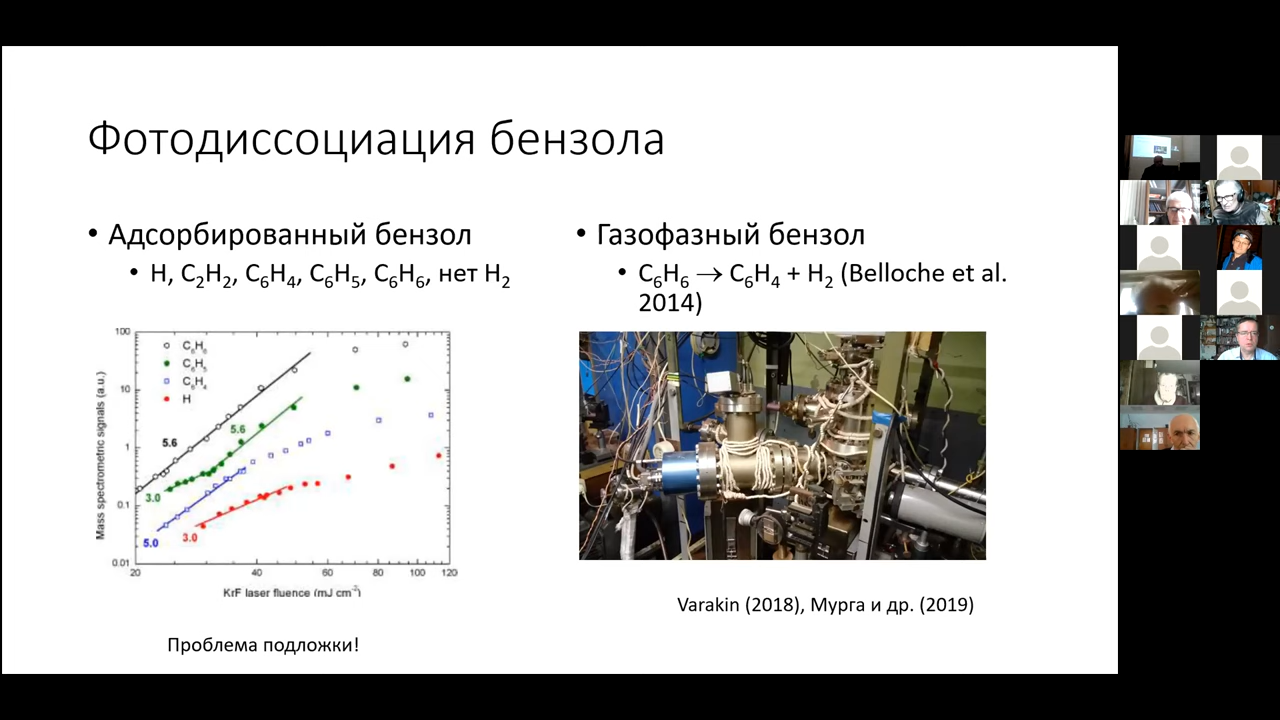 Фотодиссоциация бензола
• Адсорбированный бензол
• H, C₂H₂, C₆H₄, C₆H₅, C₆H₆, нет H₂
• Газофазный бензол
• C₆H₆ → C₆H₄ + H₂ (Belloche et al.
2014)
Mass spectrometric signals (a.u.)
100
10
1
0.1
0.01
C₆H₆
C₆H₅
C₆H₄
H
5.6
5.6
3.0
5.0
3.0
20
40
60
80
100
120
KrF laser fluence (mJ cm⁻²)
Varakin (2018), Мурга и др. (2019)
Проблема подложки!